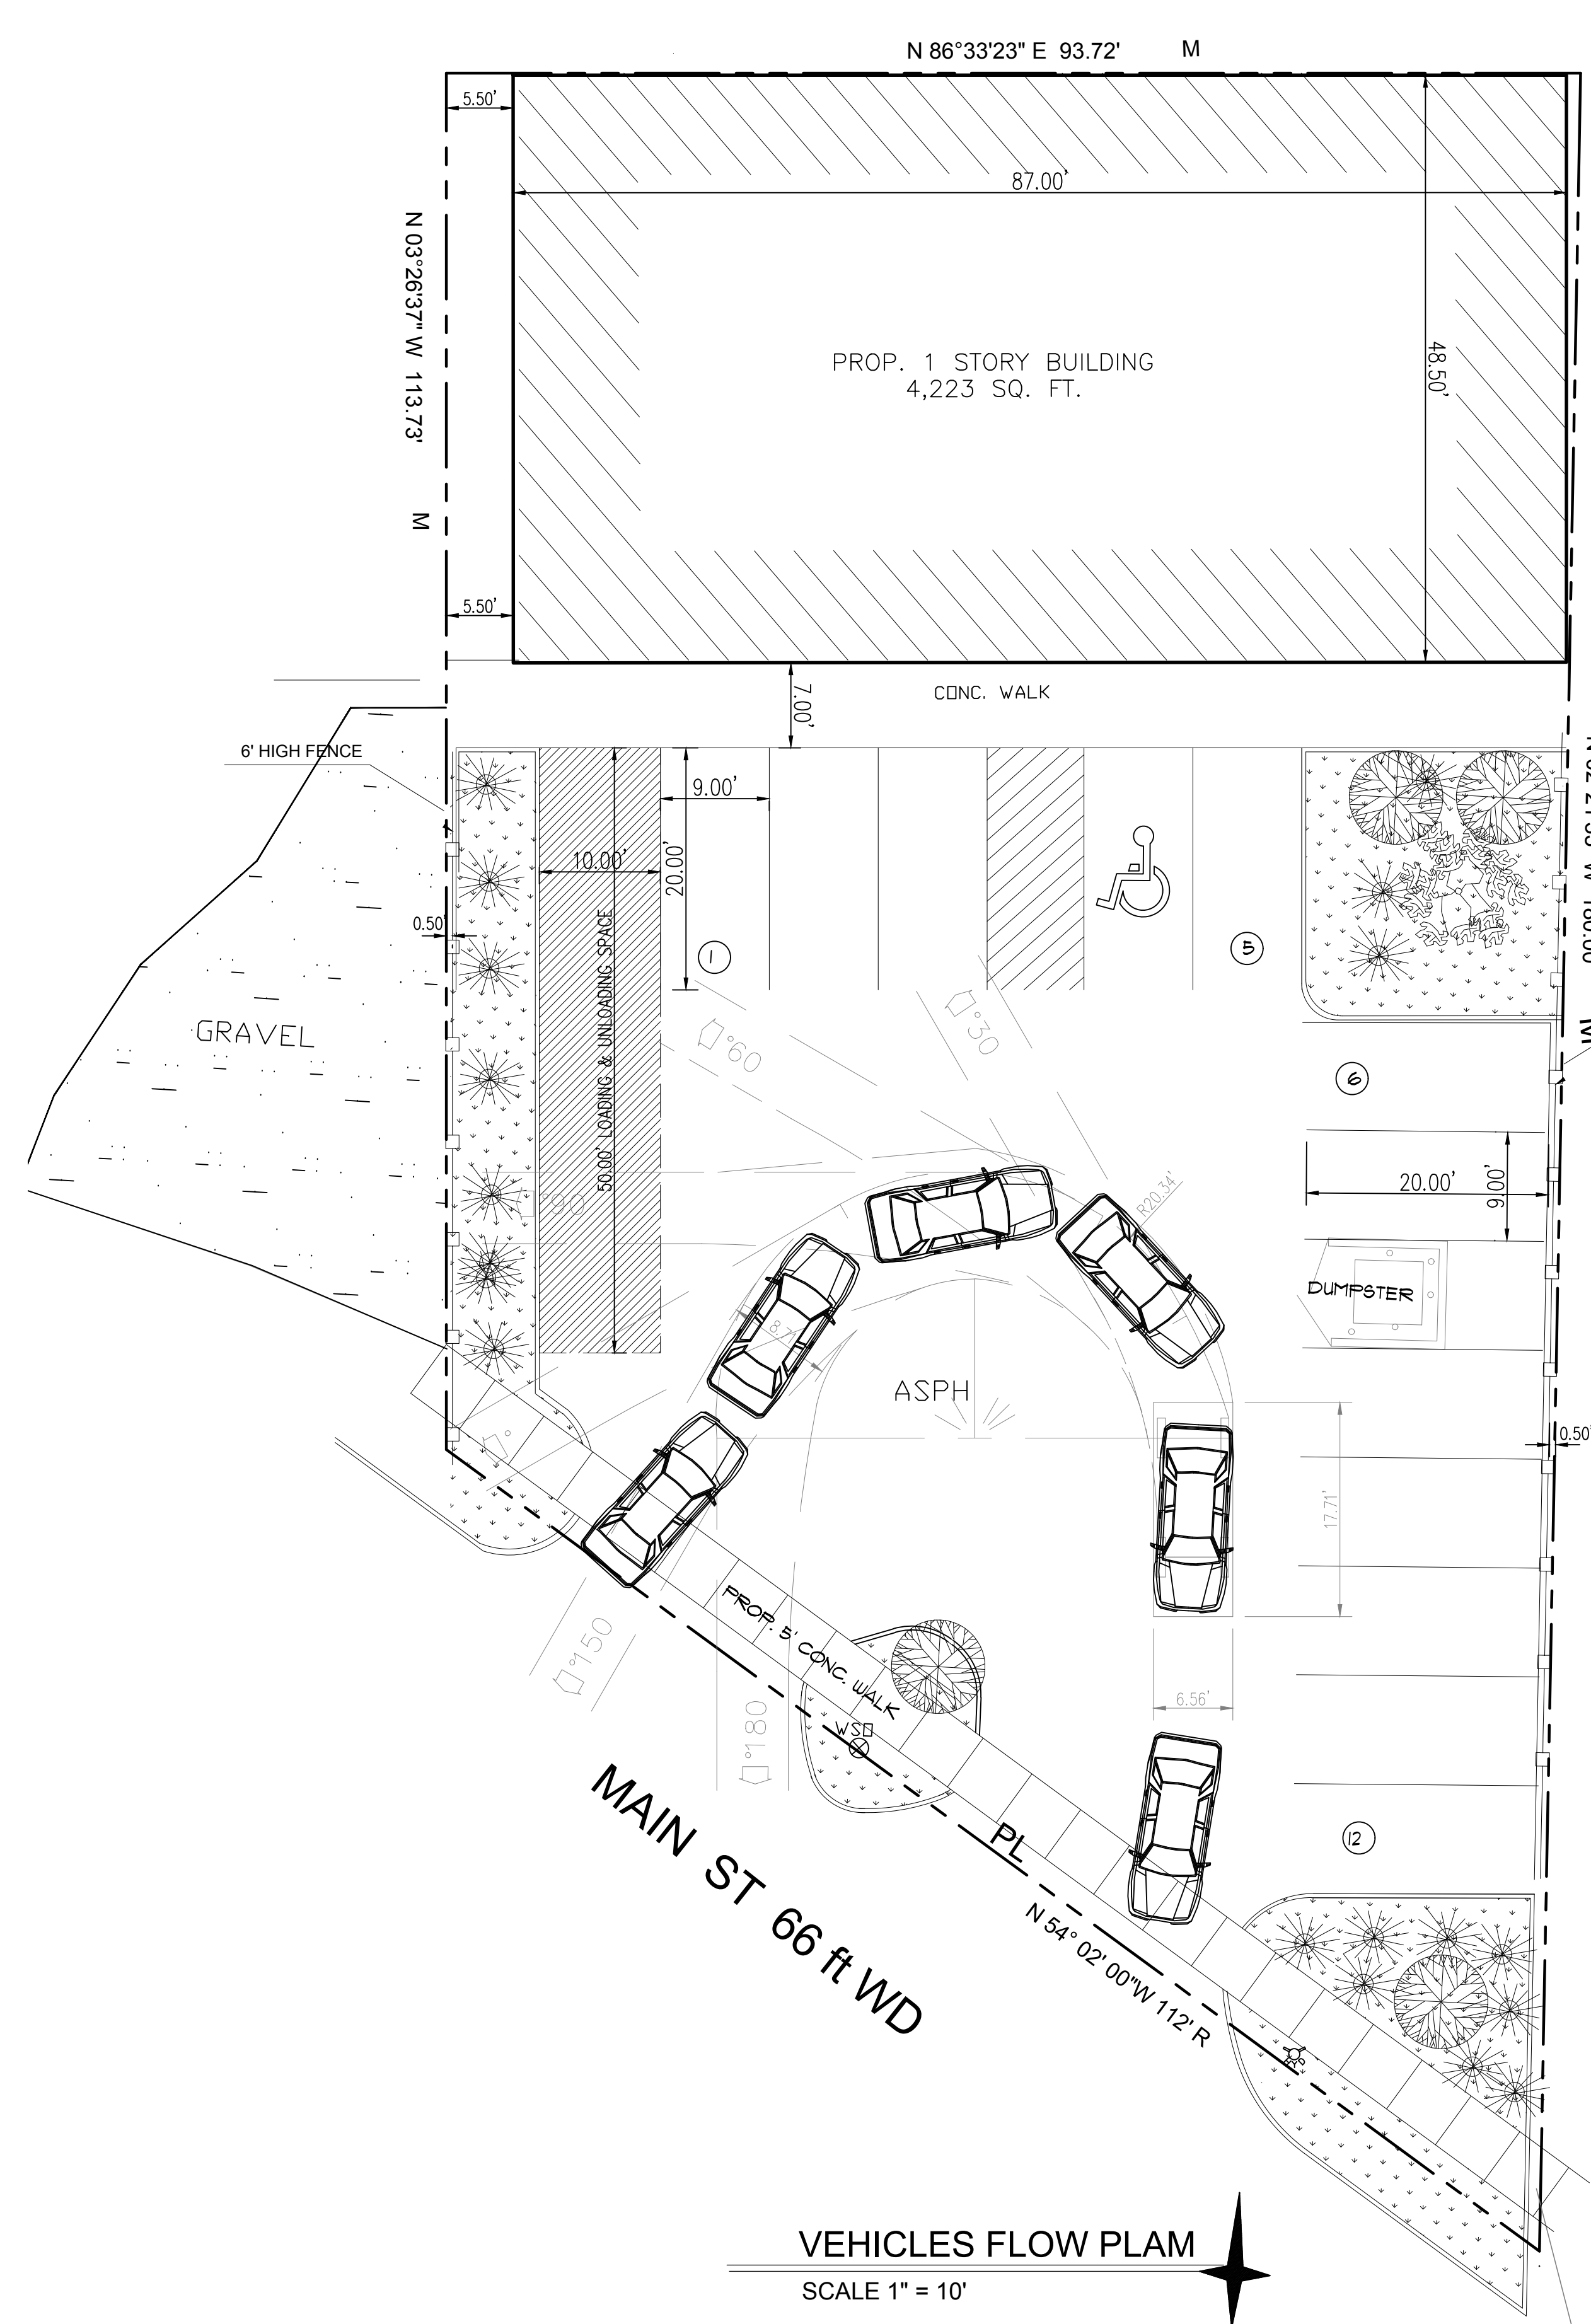 N 86°33'23" E 93.72' M
5.50'
87.00'
N 03°26'37" W 113.73' M
48.50'
PROP. 1 STORY BUILDING
4,223 SQ. FT.
5.50'
7.00'
CONC. WALK
6' HIGH FENCE
9.00'
10.00'
20.00'
0.50'
1
5
GRAVEL
50.00' LOADING & UNLOADING SPACE
°60
°30
6
M
20.00'
9.00'
°90
R20.34'
DUMPSTER
8.7
ASPH
0.50'
17.71'
PROP. 5' CONC. WALK
°150
6.56'
°180
WSO
MAIN ST 66 ft WD
PL
12
N 54° 02' 00"W 112' R
VEHICLES FLOW PLAM
SCALE 1" = 10'